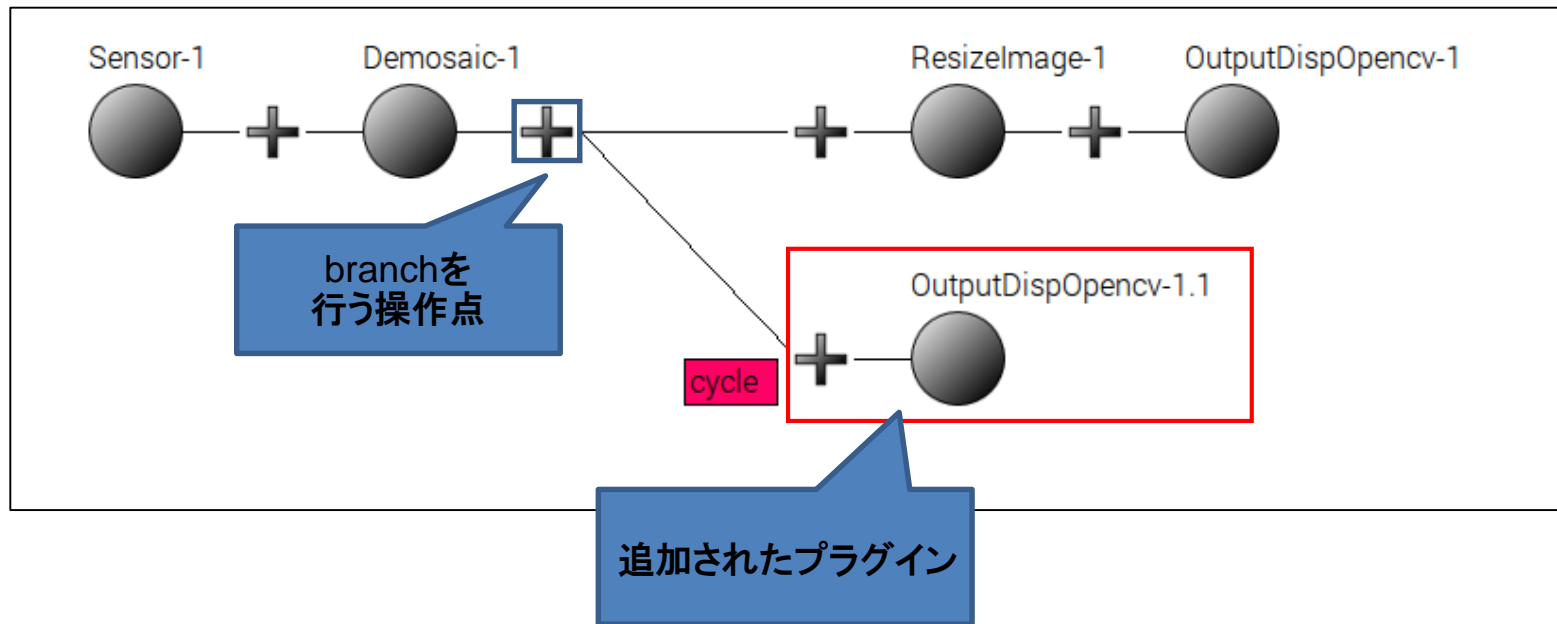 Sensor-1
Demosaic-1
ResizeImage-1
OutputDispOpencv-1
branchを
行う操作点
OutputDispOpencv-1.1
cycle
追加されたプラグイン